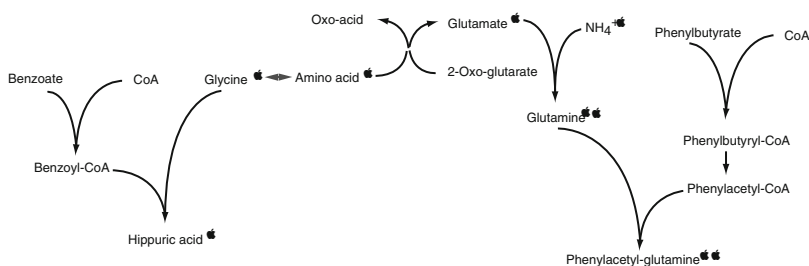 Oxo-acid
Glutamate
NH4+
Phenylbutyrate
CoA
Benzoate
CoA
Glycine
Amino acid
2-Oxo-glutarate
Glutamine
Phenylbutyryl-CoA
Benzoyl-CoA
Phenylacetyl-CoA
Hippuric acid
Phenylacetyl-glutamine